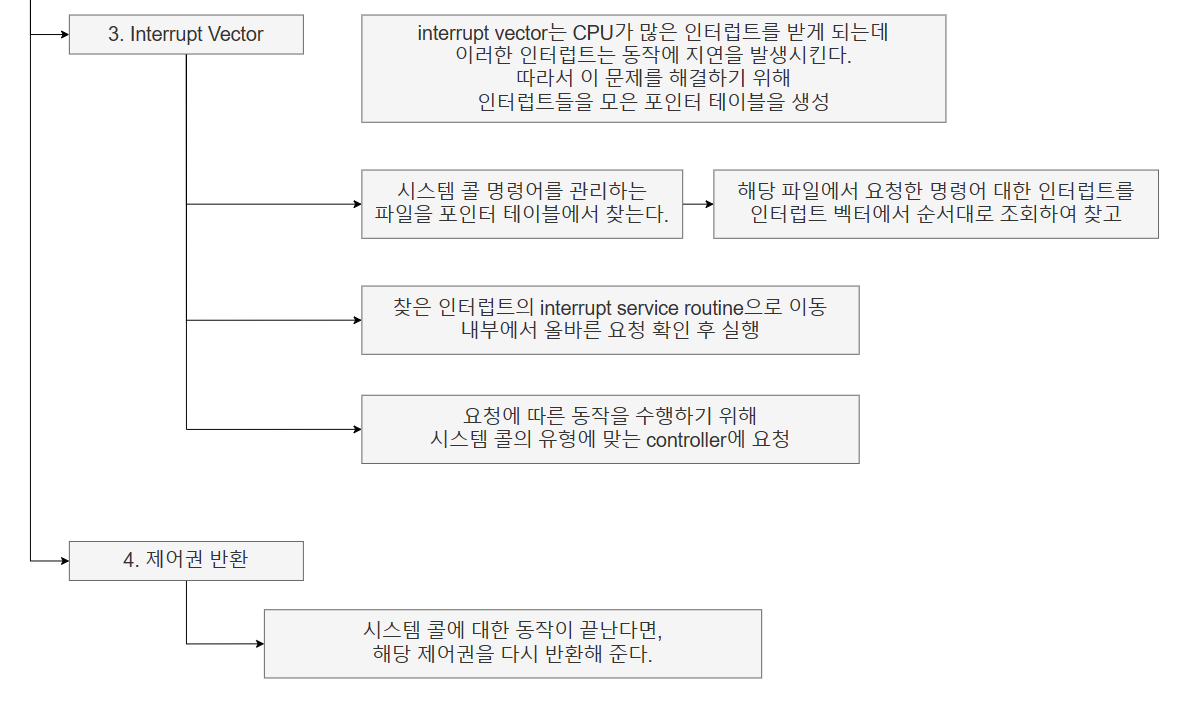 3. Interrupt Vector
interrupt vector는 CPU가 많은 인터럽트를 받게 되는데
이러한 인터럽트는 동작에 지연을 발생시킨다.
따라서 이 문제를 해결하기 위해
인터럽트들을 모은 포인터 테이블을 생성
시스템 콜 명령어를 관리하는
파일을 포인터 테이블에서 찾는다.
해당 파일에서 요청한 명령어 대한 인터럽트를
인터럽트 벡터에서 순서대로 조회하여 찾고
찾은 인터럽트의 interrupt service routine으로 이동
내부에서 올바른 요청 확인 후 실행
요청에 따른 동작을 수행하기 위해
시스템 콜의 유형에 맞는 controller에 요청
4. 제어권 반환
시스템 콜에 대한 동작이 끝난다면,
해당 제어권을 다시 반환해 준다.